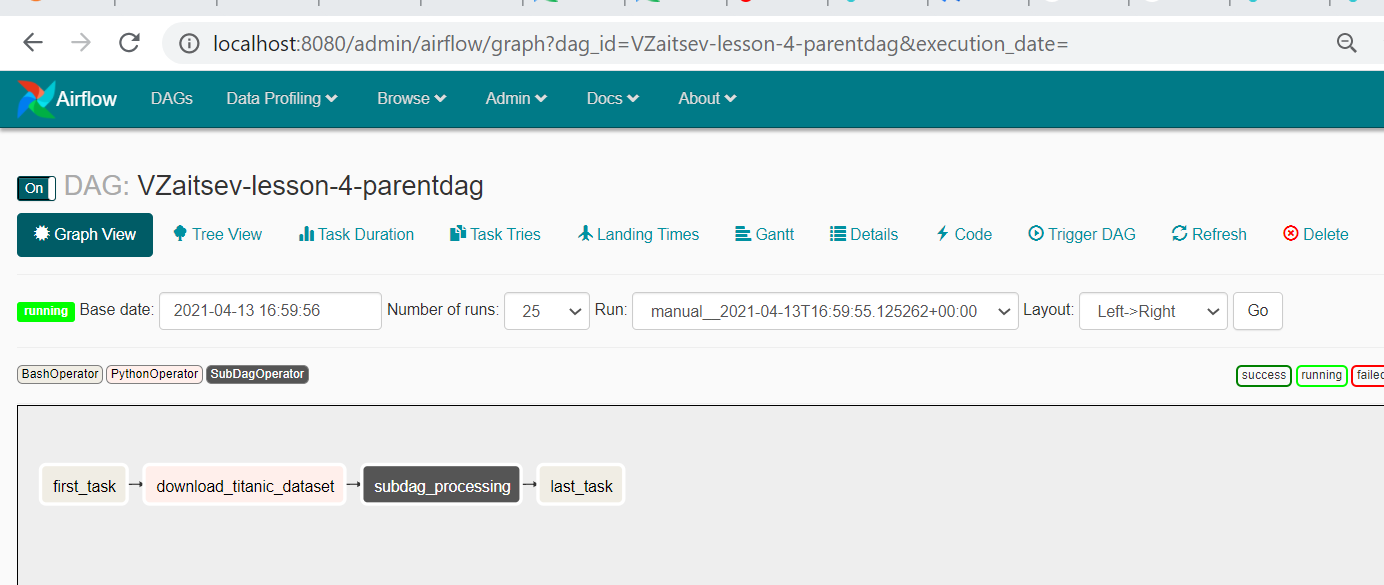 localhost:8080/admin/airflow/graph?dag_id=VZaitsev-lesson-4-parentdag&execution_date=
Airflow DAGs Data Profiling Browse Admin Docs About
On DAG: VZaitsev-lesson-4-parentdag
Graph View Tree View Task Duration Task Tries Landing Times Gantt Details Code Trigger DAG Refresh Delete
running Base date: 2021-04-13 16:59:56 Number of runs: 25 Run: manual__2021-04-13T16:59:55.125262+00:00 Layout: Left->Right Go
BashOperator PythonOperator SubDagOperator success running failed
first_task download_titanic_dataset subdag_processing last_task